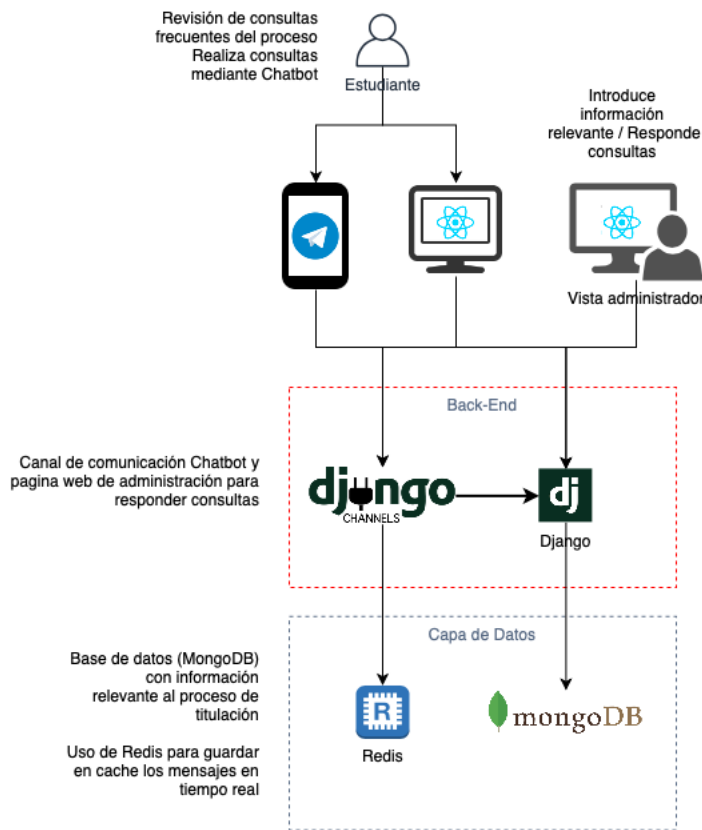 Revisión de consultas
frecuentes del proceso
Realiza consultas
mediante Chatbot
Estudiante
Introduce
información
relevante / Responde
consultas
Vista administrador
Back-End
Canal de comunicación Chatbot y
pagina web de administración para
responder consultas
django
CHANNELS
dj
Django
Capa de Datos
Base de datos (MongoDB)
con información
relevante al proceso de
titulación
Uso de Redis para guardar
en cache los mensajes en
tiempo real
R
Redis
mongoDB